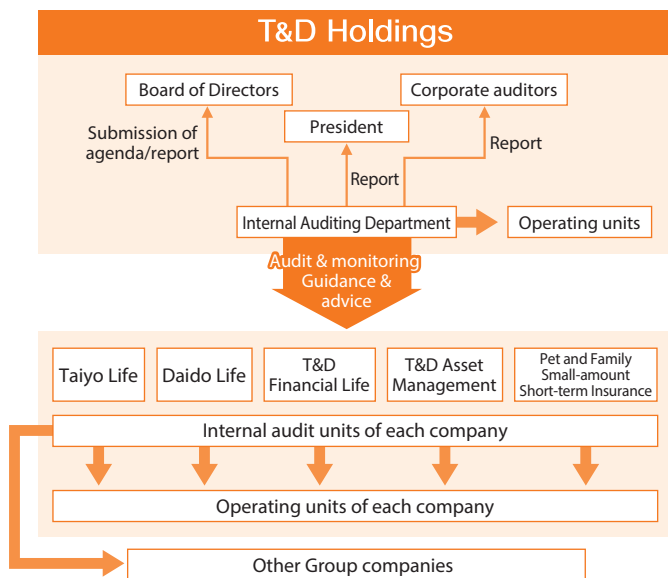 T&D Holdings
Board of Directors
Corporate auditors
President
Submission of
agenda/report
Report
Report
Internal Auditing Department
Operating units
Audit & monitoring
Guidance &
advice
Taiyo Life
Daido Life
T&D
Financial Life
T&D Asset
Management
Pet and Family
Small-amount
Short-term Insurance
Internal audit units of each company
Operating units of each company
Other Group companies